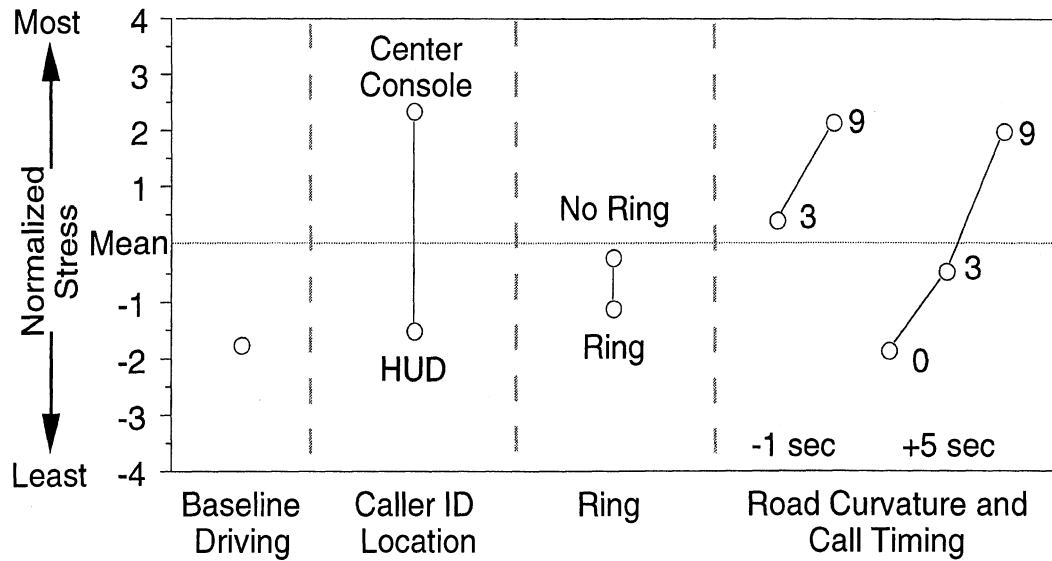 Most
Least
Normalized
Stress
4
3
2
1
Mean
-1
-2
-3
-4
Center
Console
HUD
No Ring
Ring
9
3
9
3
0
-1 sec
+5 sec
Baseline
Driving
Caller ID
Location
Ring
Road Curvature and
Call Timing